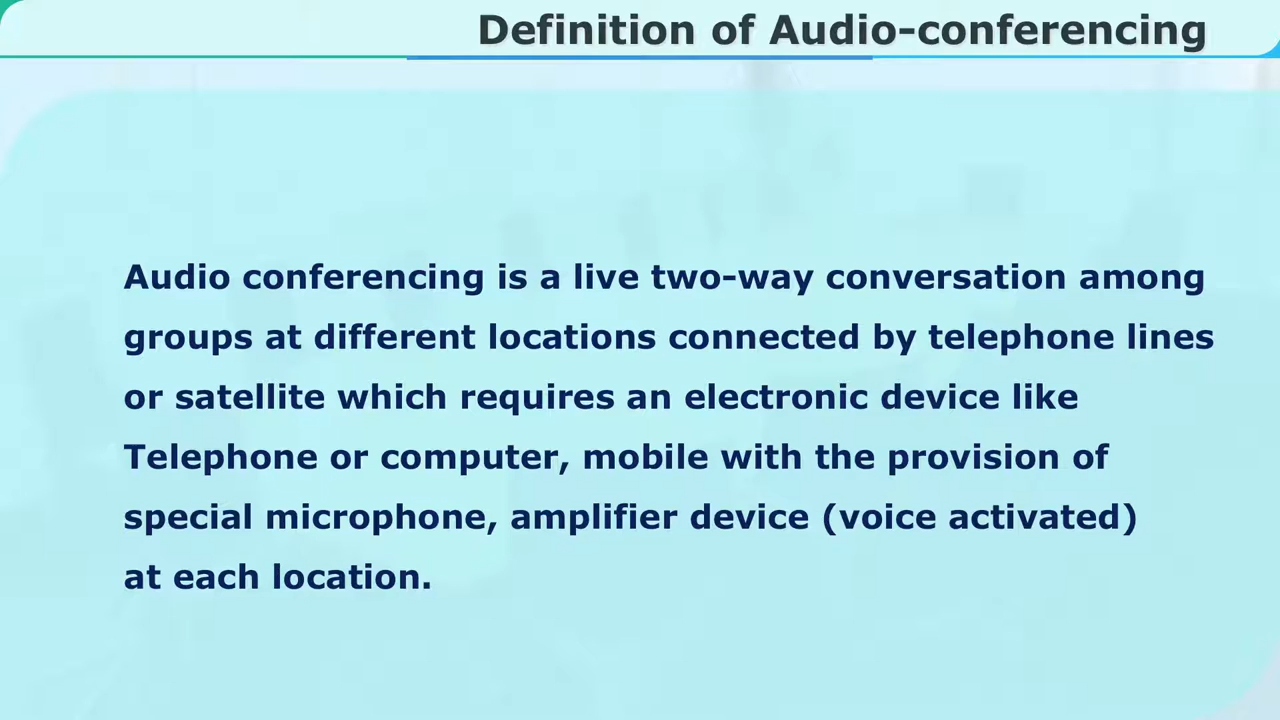 Definition of Audio-conferencing
Audio conferencing is a live two-way conversation among
groups at different locations connected by telephone lines
or satellite which requires an electronic device like
Telephone or computer, mobile with the provision of
special microphone, amplifier device (voice activated)
at each location.